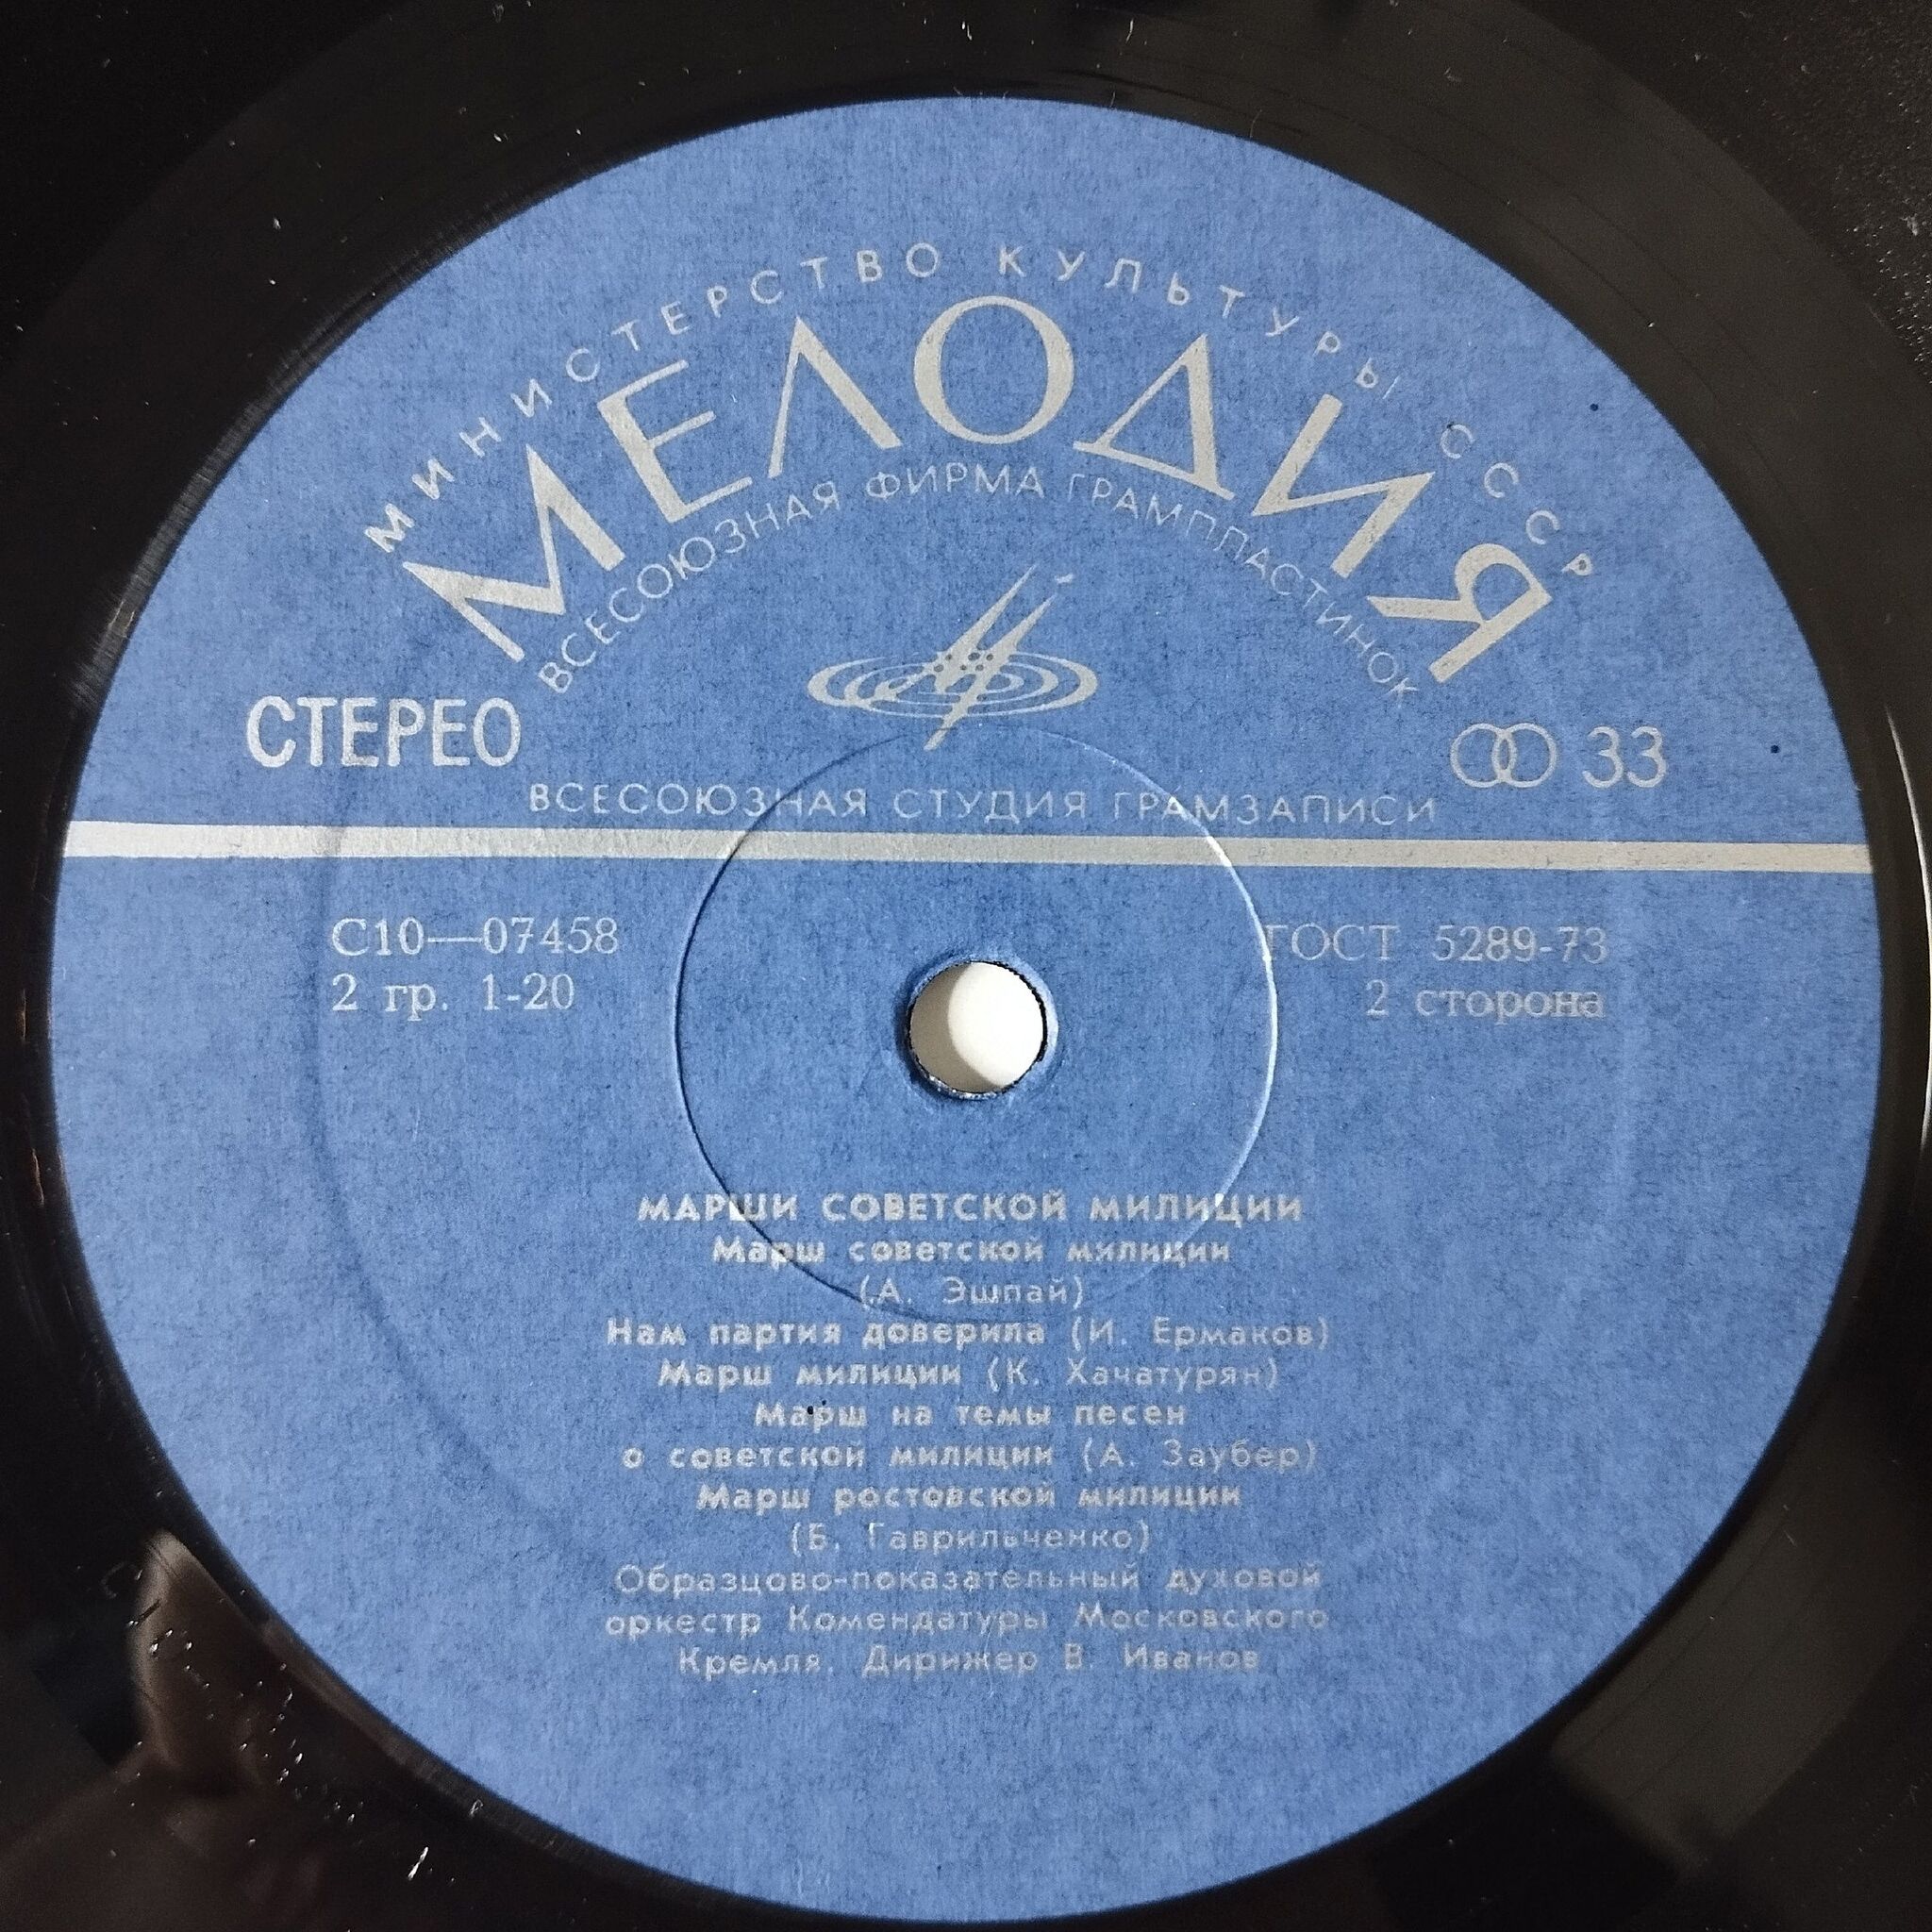 МИНИСТЕРСТВО КУЛЬТУРЫ СССР
МЕЛОДИЯ
ВСЕСОЮЗНАЯ ФИРМА ГРАМПЛАСТИНОК
СТЕРЕО
33
ВСЕСОЮЗНАЯ СТУДИЯ ГРАМЗАПИСИ
С10—07458
ГОСТ 5289-73
2 гр. 1-20
2 сторона
МАРШИ СОВЕТСКОЙ МИЛИЦИИ
Марш советской милиции
(А. Эшпай)
Нам партия доверила (И. Ермаков)
Марш милиции (К. Хачатурян)
Марш на темы песен
о советской милиции (А. Заубер)
Марш ростовской милиции
(Б. Гаврильченко)
Образцово-показательный духовой
оркестр Комендатуры Московского
Кремля. Дирижер В. Иванов